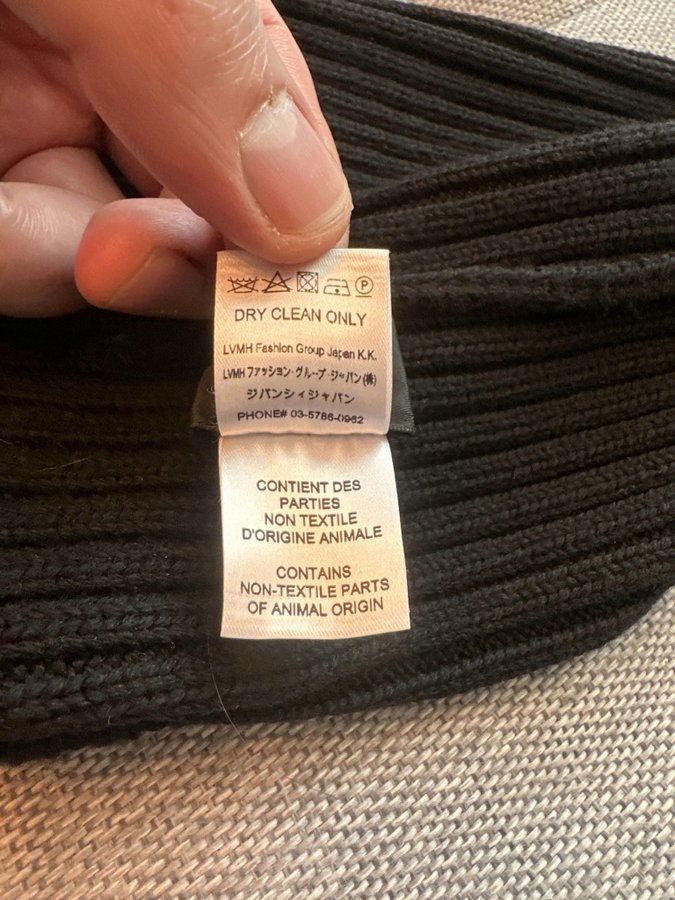 DRY CLEAN ONLY
LVMH Fashion Group Japan K.K.
LVMH ファッション・グループ・ジャパン(株)
ジバンシィジャパン
PHONE# 03-5786-0962
CONTIENT DES
PARTIES
NON TEXTILE
D'ORIGINE ANIMALE
CONTAINS
NON-TEXTILE PARTS
OF ANIMAL ORIGIN